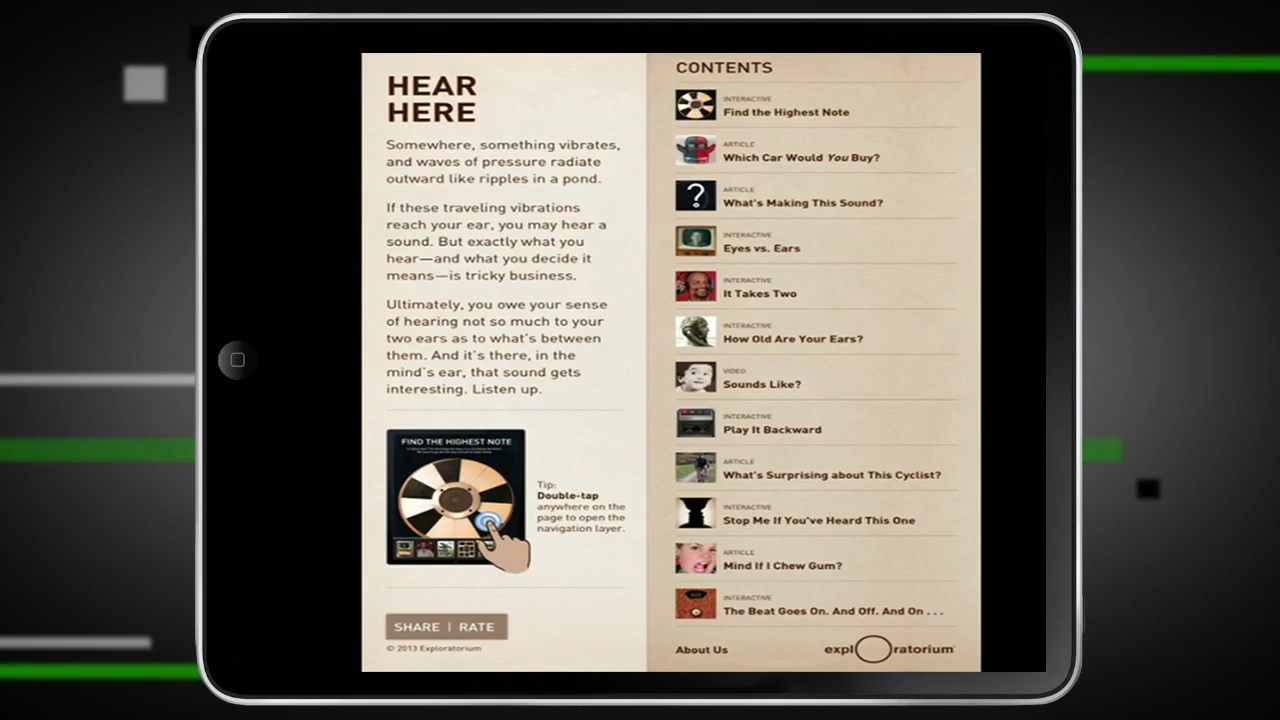 HEAR
HERE
Somewhere, something vibrates,
and waves of pressure radiate
outward like ripples in a pond.
If these traveling vibrations
reach your ear, you may hear a
sound. But exactly what you
hear—and what you decide it
means—is tricky business.
Ultimately, you owe your sense
of hearing not so much to your
two ears as to what's between
them. And it's there, in the
mind's ear, that sound gets
interesting. Listen up.
FIND THE HIGHEST NOTE
Tip:
Double-tap
anywhere on the
page to open the
navigation layer.
SHARE | RATE
© 2013 Exploratorium
CONTENTS
INTERACTIVE
Find the Highest Note
ARTICLE
Which Car Would You Buy?
ARTICLE
?
What's Making This Sound?
INTERACTIVE
Eyes vs. Ears
INTERACTIVE
It Takes Two
INTERACTIVE
How Old Are Your Ears?
VIDEO
Sounds Like?
INTERACTIVE
Play It Backward
ARTICLE
What's Surprising about This Cyclist?
INTERACTIVE
Stop Me If You've Heard This One
ARTICLE
Mind If I Chew Gum?
INTERACTIVE
The Beat Goes On. And Off. And On . . .
About Us
exploratorium